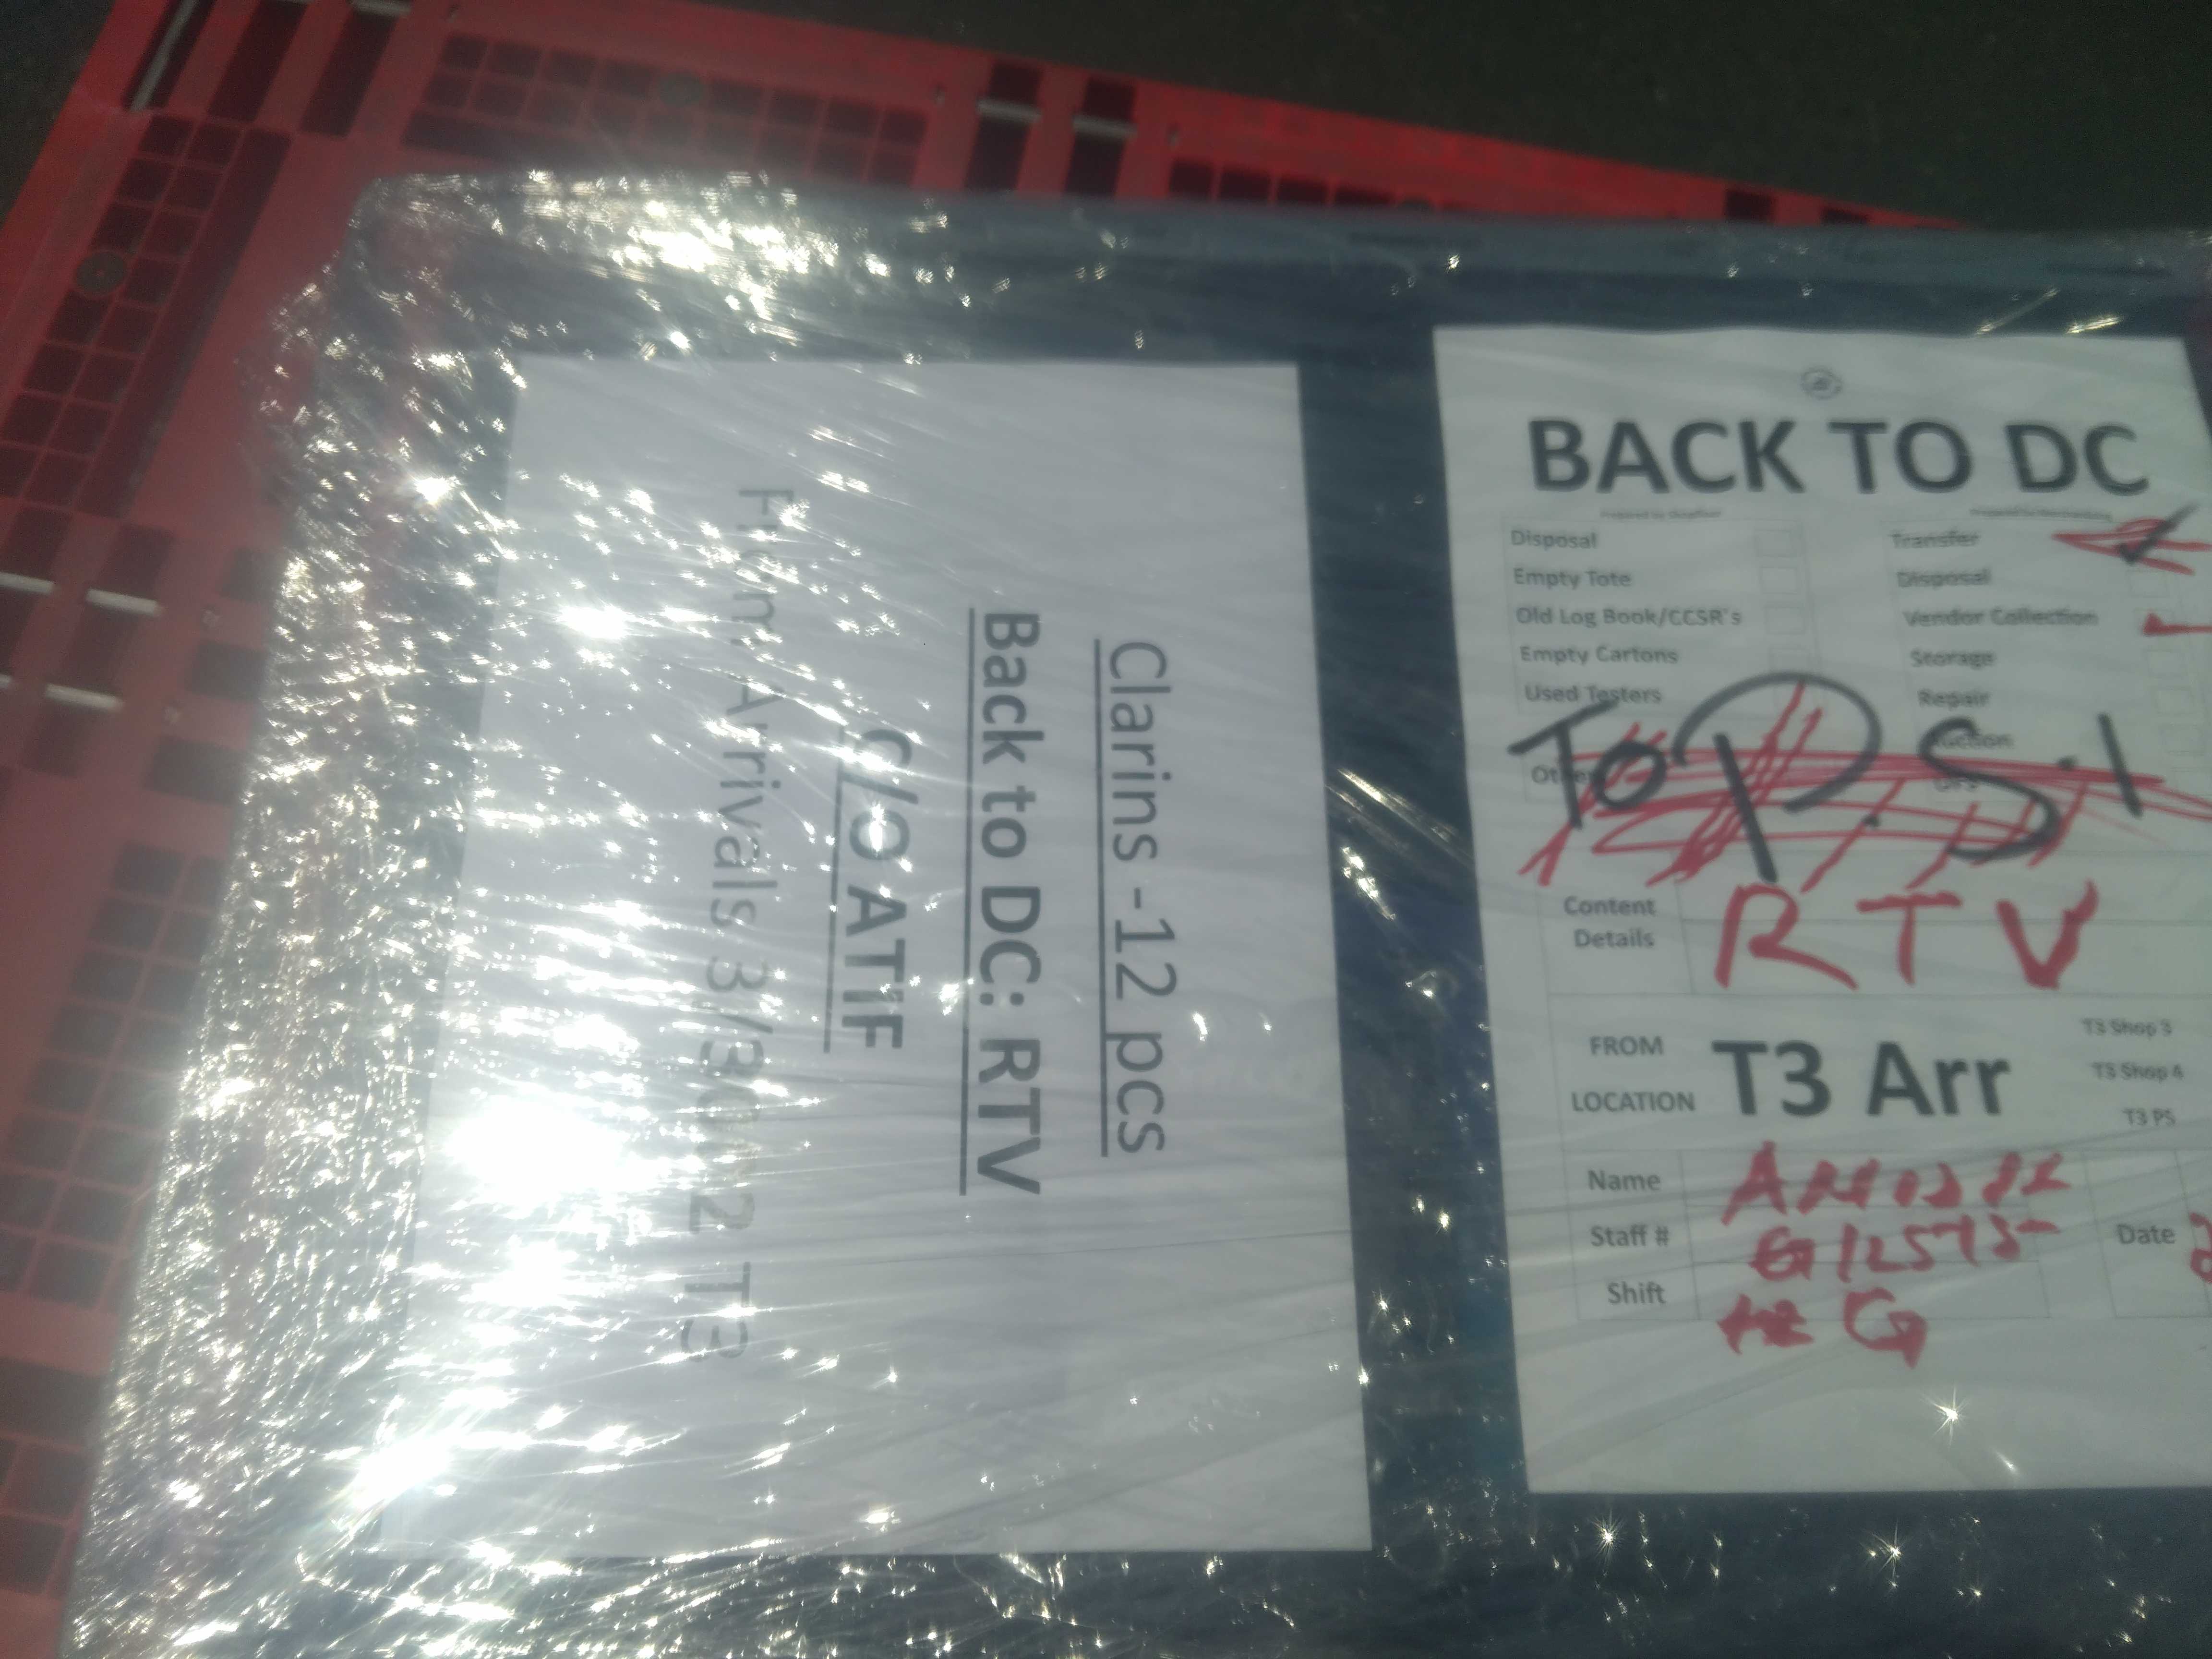 Clarins -12 pcs
Back to DC: RTV
C/O ATIF
From Arrivals 3/3042 T3
BACK TO DC
Disposal
Empty Tote
Old Log Book/CCSR's
Empty Cartons
Used Testers
Transfer
Disposal
Vendor Collection
Storage
Repair
To P.S.1
Content Details
RTV
FROM LOCATION
T3 Arr
T3 Shop 3
T3 Shop 4
T3 PS
Name
Staff #
Date
Shift